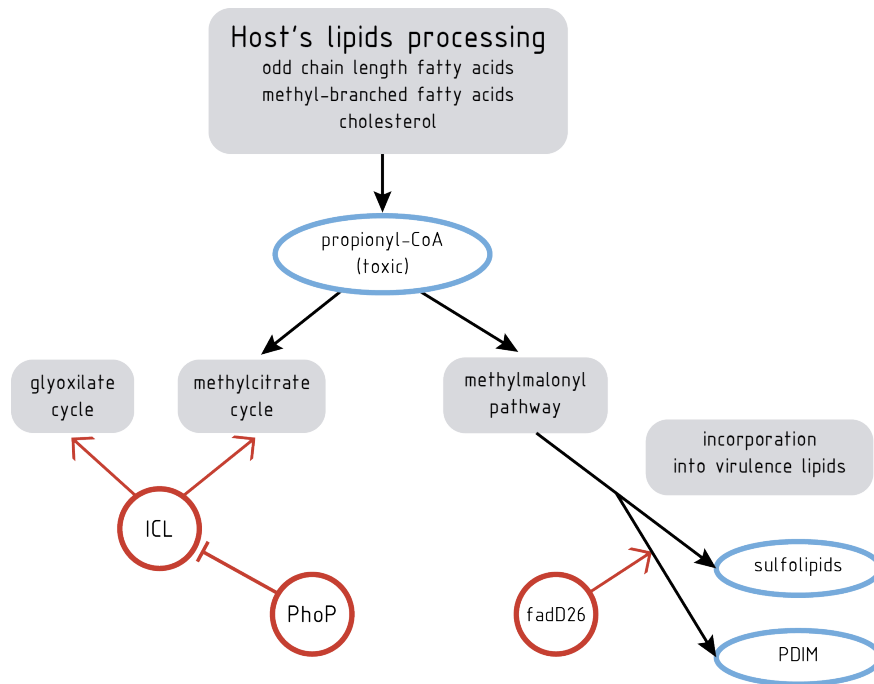 Host's lipids processing
odd chain length fatty acids
methyl-branched fatty acids
cholesterol
propionyl-CoA
(toxic)
glyoxilate
cycle
methylcitrate
cycle
methylmalonyl
pathway
incorporation
into virulence lipids
ICL
sulfolipids
PhoP
fadD26
PDIM